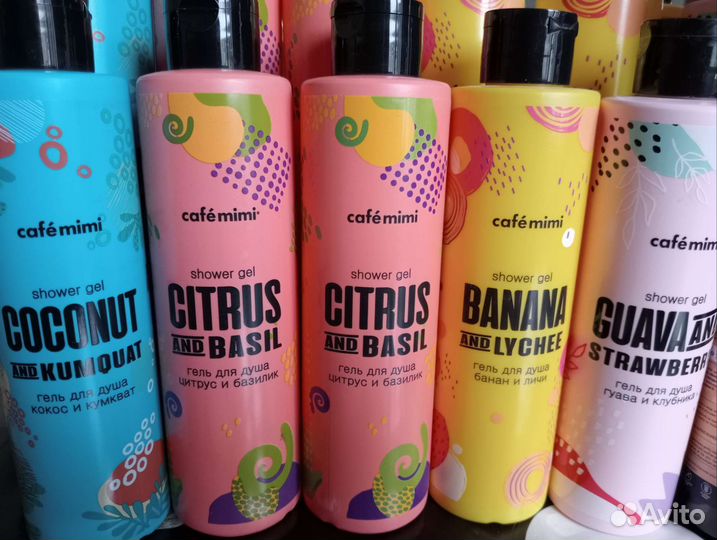 café mimi
shower gel
COCONUT
AND KUMQUAT
гель для душа
кокос и кумкват
café mimi
shower gel
CITRUS
AND BASIL
гель для душа
цитрус и базилик
café mimi
shower gel
CITRUS
AND BASIL
гель для душа
цитрус и базилик
café mimi
shower gel
BANANA
AND LYCHEE
гель для душа
банан и личи
café mimi
shower gel
GUAVA AND
STRAWBERR
гель для душа
гуава и клубника
Avito